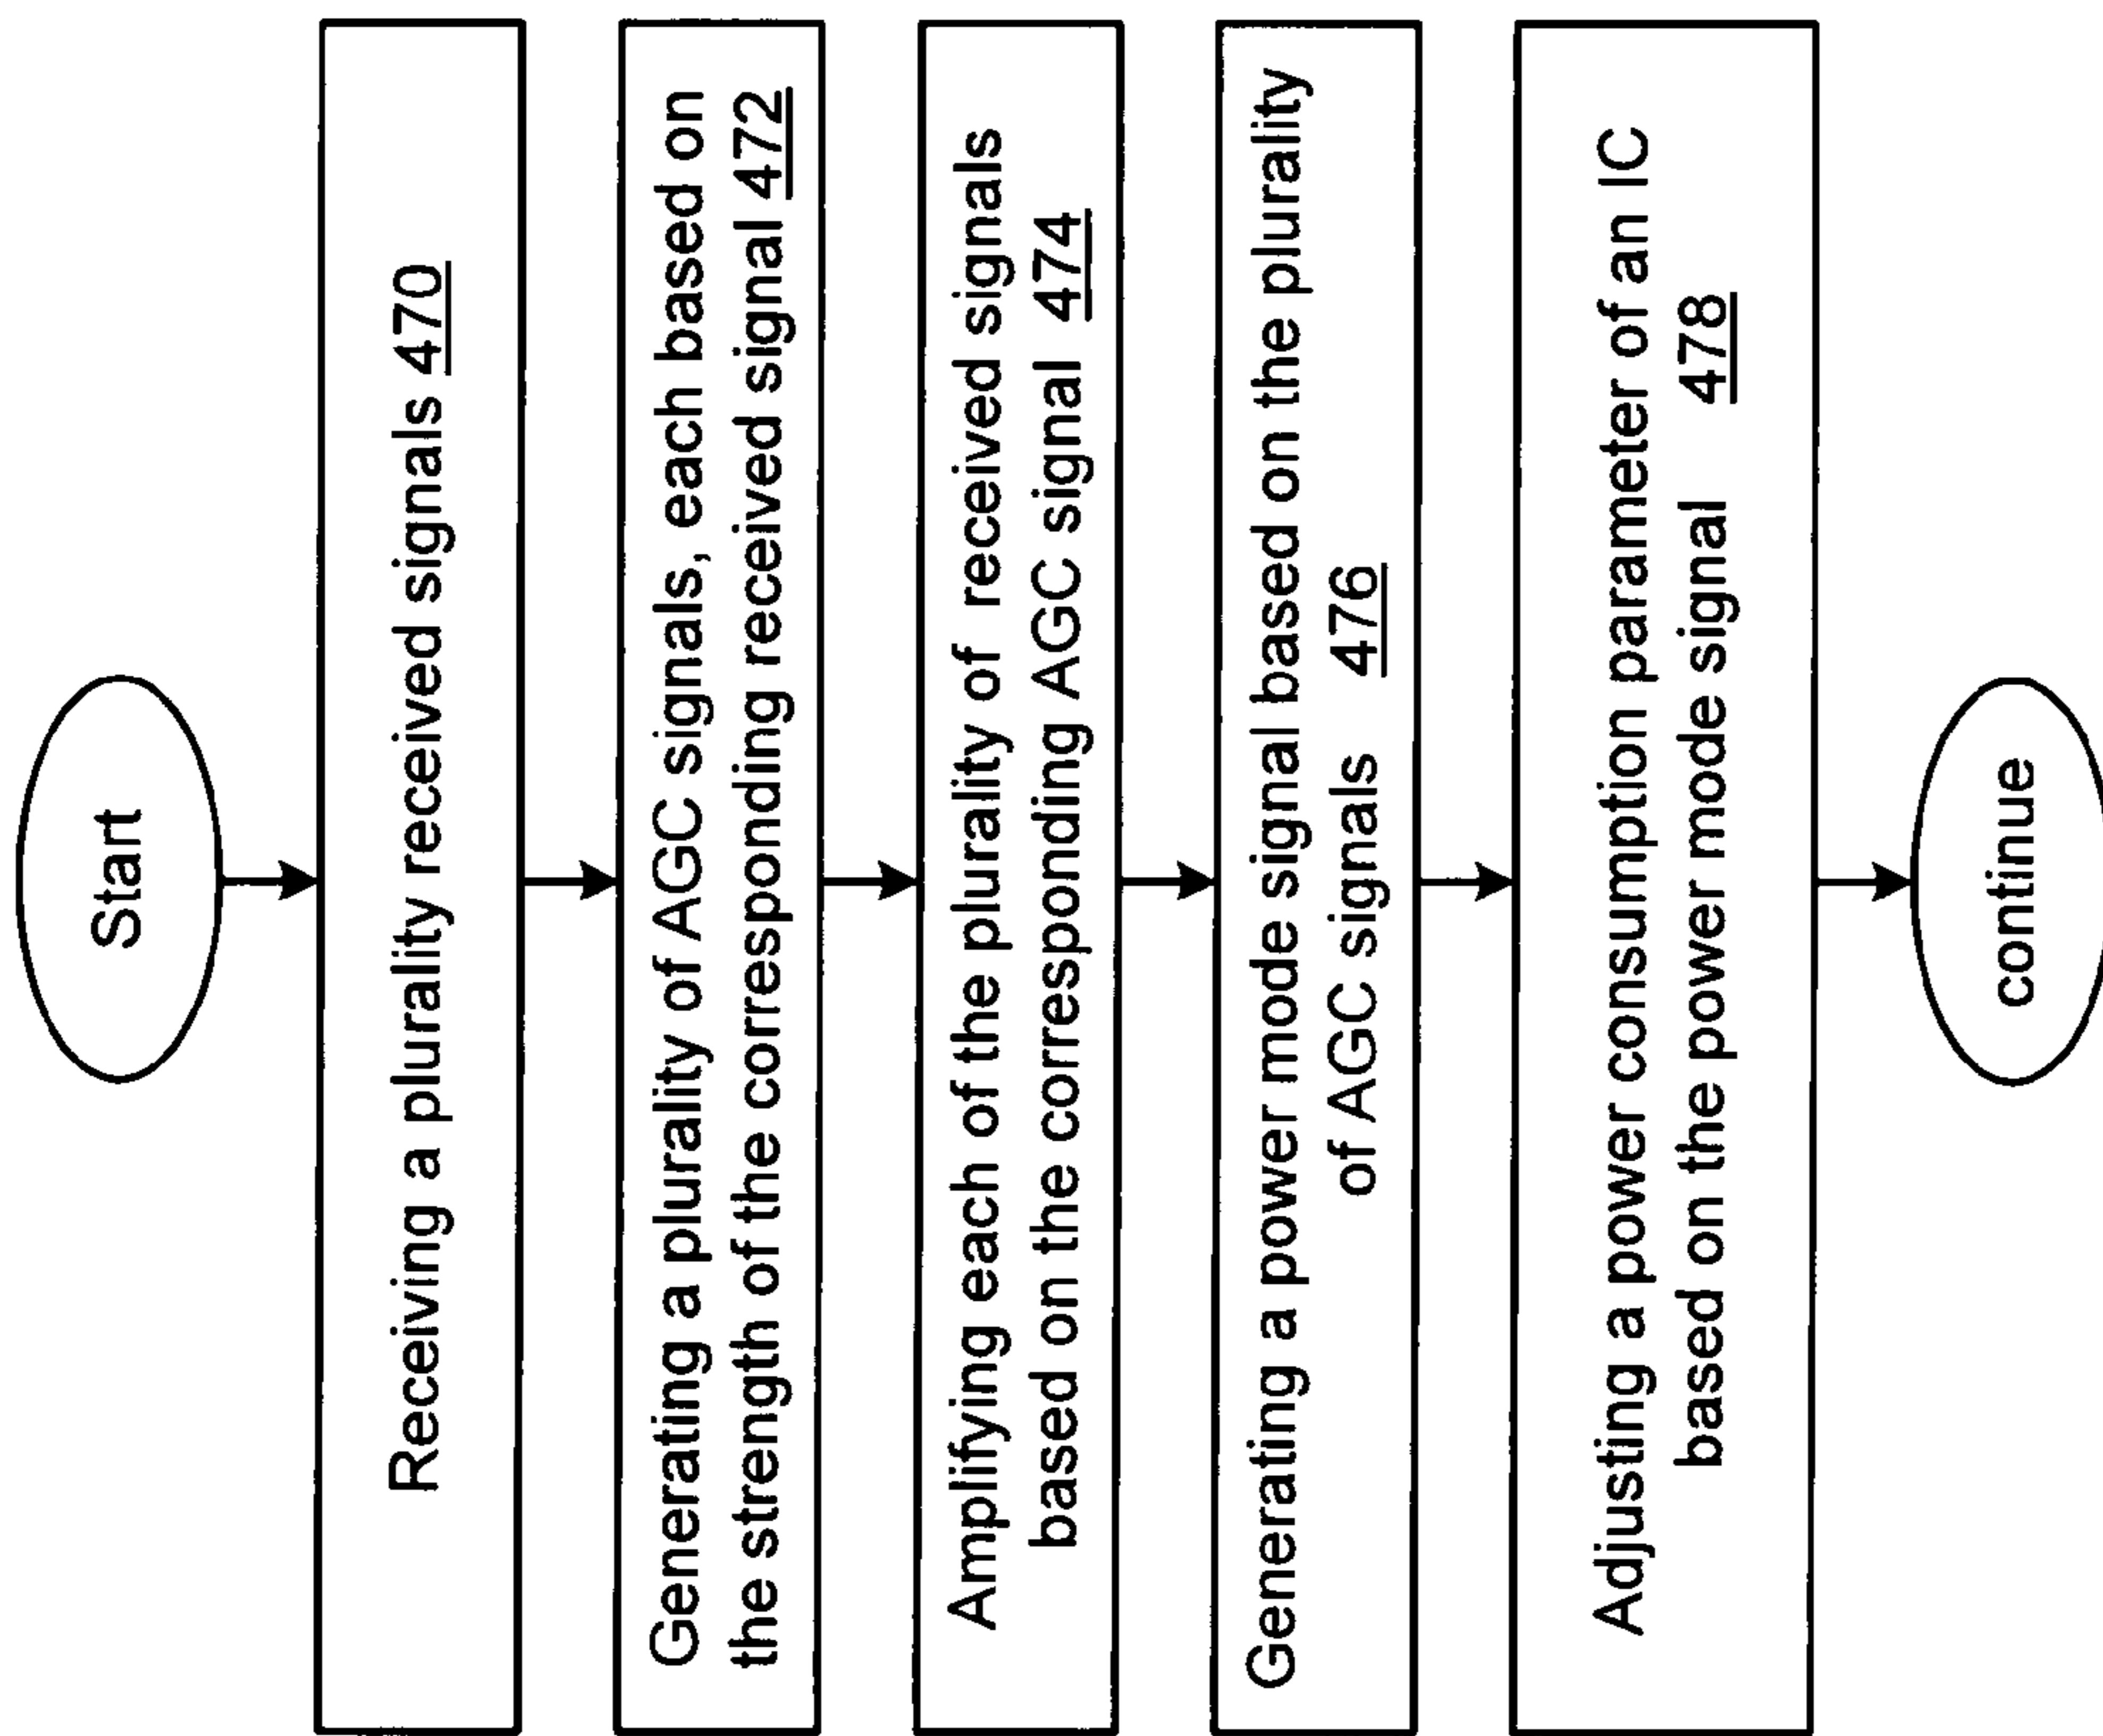 Start
Receiving a plurality received signals 470
Generating a plurality of AGC signals, each based on
the strength of the corresponding received signal 472
Amplifying each of the plurality of received signals
based on the corresponding AGC signal 474
Generating a power mode signal based on the plurality
of AGC signals 476
Adjusting a power consumption parameter of an IC
based on the power mode signal 478
continue